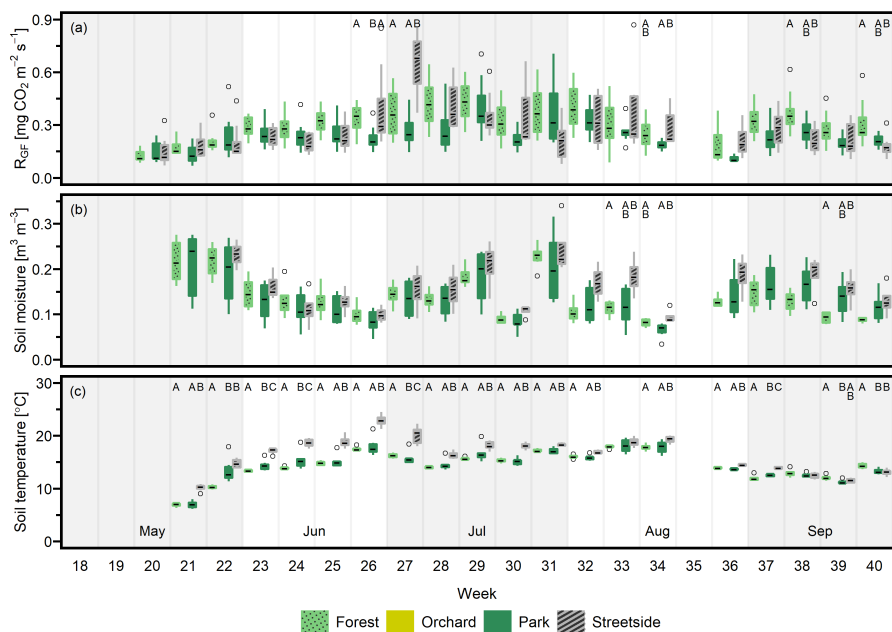 (a)
A BA A AB A AB A AB A AB
B B B
0.9
0.6
0.3
0.0
R_GF [mg CO₂ m⁻² s⁻¹]
(b)
A AB A AB A AB
B B B
0.3
0.2
0.1
0.0
Soil moisture [m³ m⁻³]
(c)
A AB A BB A BC A BC A AB A AB A BC A AB A AB A AB A AB A AB A AB A AB A BC A BA A BB
B
30
20
10
0
Soil temperature [°C]
May Jun Jul Aug Sep
18 19 20 21 22 23 24 25 26 27 28 29 30 31 32 33 34 36 37 38 39 40
Week
Forest Orchard Park Streetside